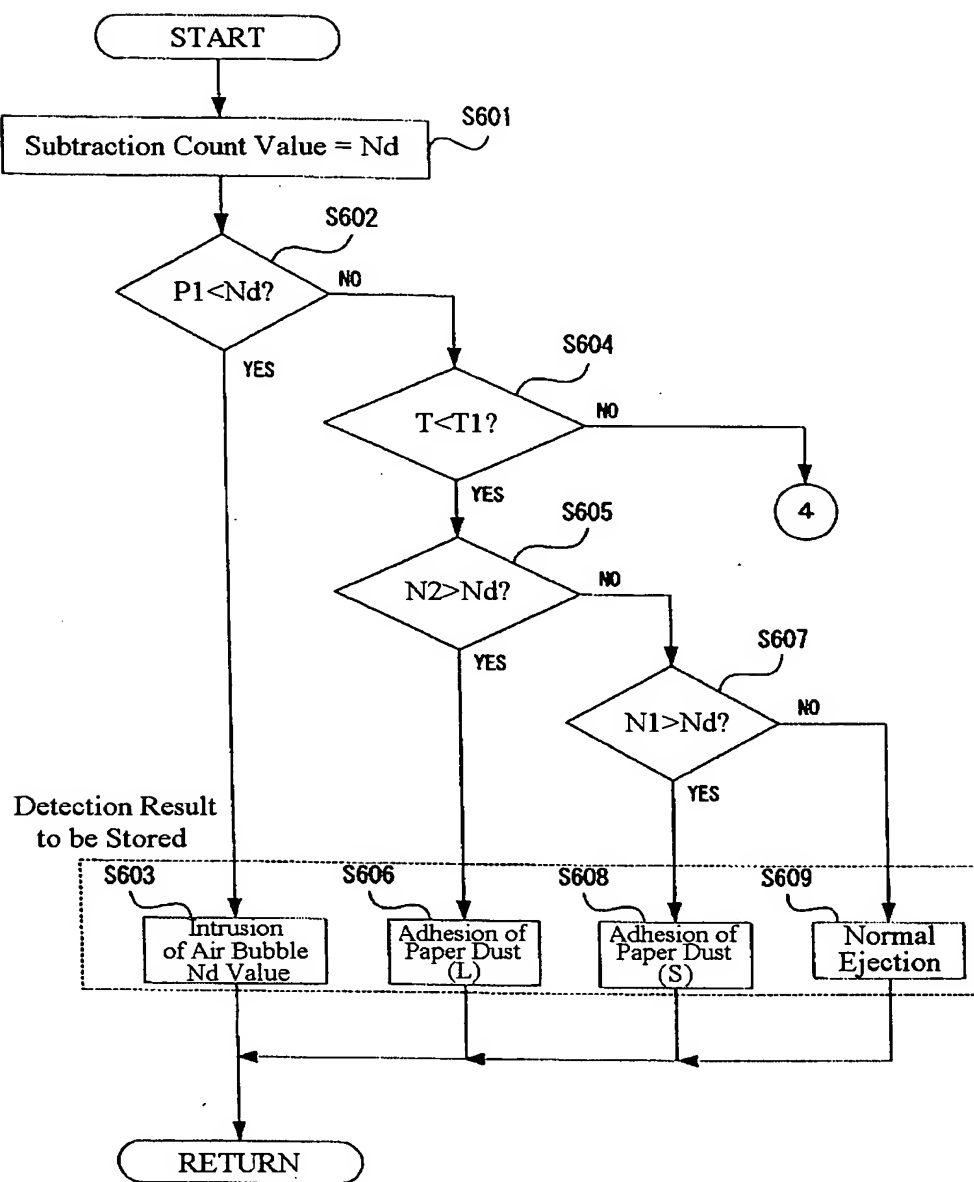 START
S601
Subtraction Count Value = Nd
S602
P1<Nd?
NO
YES
S604
T<T1?
NO
YES
4
S605
N2>Nd?
NO
YES
S607
N1>Nd?
NO
YES
Detection Result
to be Stored
S603
Intrusion
of Air Bubble
Nd Value
S606
Adhesion of
Paper Dust
(L)
S608
Adhesion of
Paper Dust
(S)
S609
Normal
Ejection
RETURN